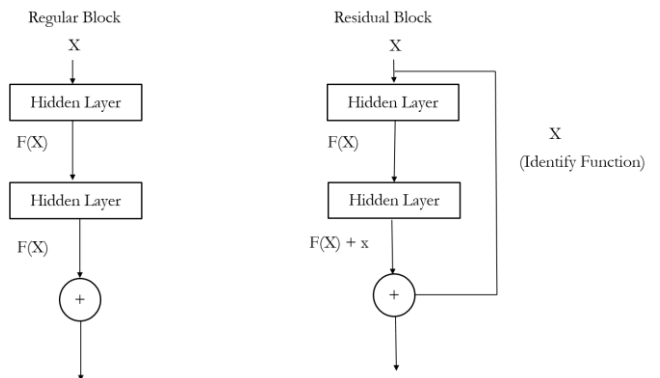 Regular Block
X
Hidden Layer
F(X)
Hidden Layer
F(X)
+
Residual Block
X
Hidden Layer
F(X)
Hidden Layer
F(X) + x
+
X
(Identify Function)